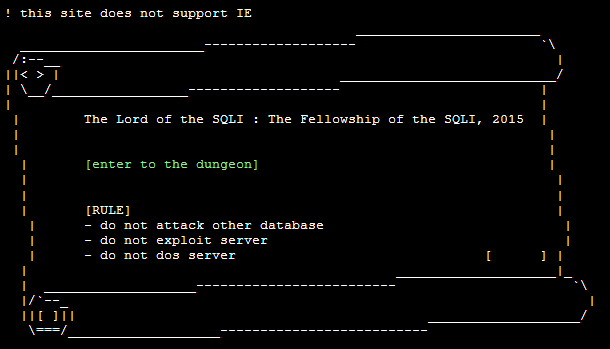 ! this site does not support IE
The Lord of the SQLI : The Fellowship of the SQLI, 2015
[enter to the dungeon]
[RULE]
- do not attack other database
- do not exploit server
- do not dos server
[ ]